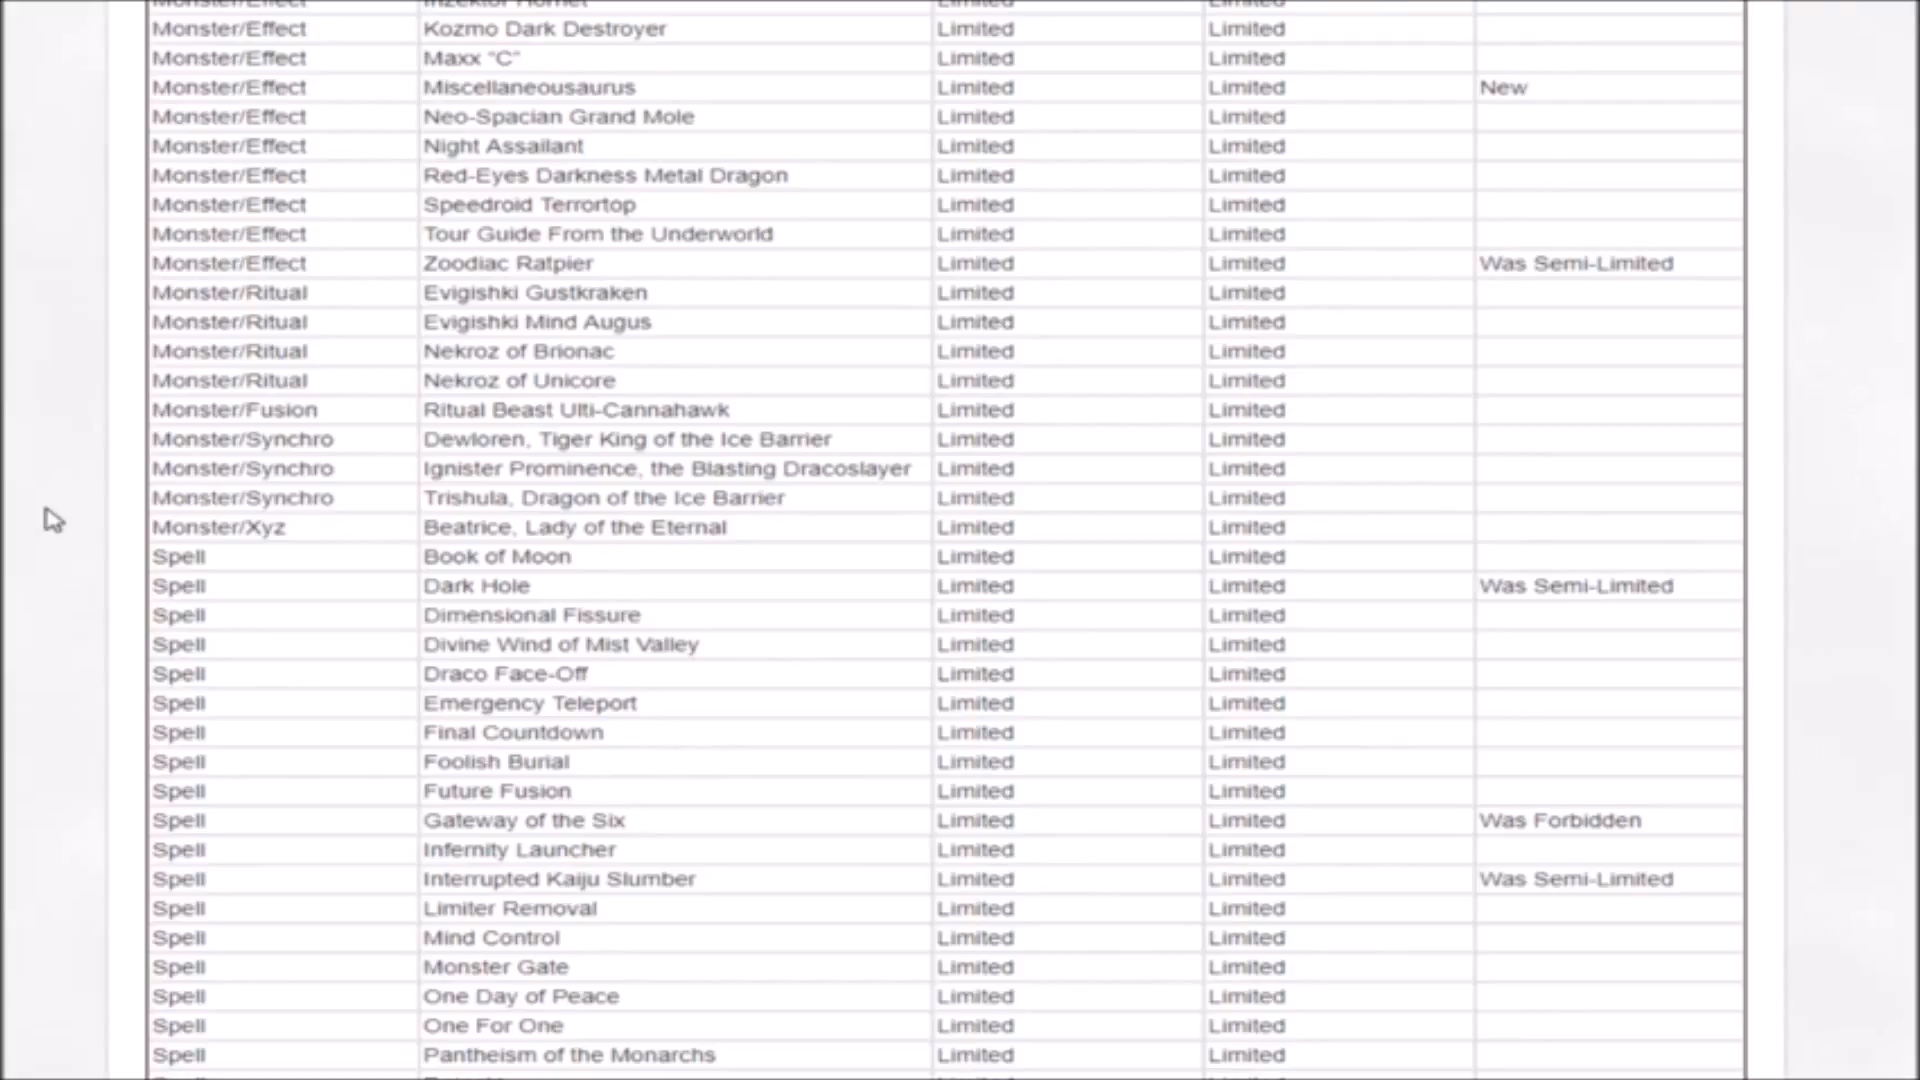 Monster/Effect Inzektor Hornet Limited Limited
Monster/Effect Kozmo Dark Destroyer Limited Limited
Monster/Effect Maxx "C" Limited Limited
Monster/Effect Miscellaneousaurus Limited Limited New
Monster/Effect Neo-Spacian Grand Mole Limited Limited
Monster/Effect Night Assailant Limited Limited
Monster/Effect Red-Eyes Darkness Metal Dragon Limited Limited
Monster/Effect Speedroid Terrortop Limited Limited
Monster/Effect Tour Guide From the Underworld Limited Limited
Monster/Effect Zoodiac Ratpier Limited Limited Was Semi-Limited
Monster/Ritual Evigishki Gustkraken Limited Limited
Monster/Ritual Evigishki Mind Augus Limited Limited
Monster/Ritual Nekroz of Brionac Limited Limited
Monster/Ritual Nekroz of Unicore Limited Limited
Monster/Fusion Ritual Beast Ulti-Cannahawk Limited Limited
Monster/Synchro Dewloren, Tiger King of the Ice Barrier Limited Limited
Monster/Synchro Ignister Prominence, the Blasting Dracoslayer Limited Limited
Monster/Synchro Trishula, Dragon of the Ice Barrier Limited Limited
Monster/Xyz Beatrice, Lady of the Eternal Limited Limited
Spell Book of Moon Limited Limited
Spell Dark Hole Limited Limited Was Semi-Limited
Spell Dimensional Fissure Limited Limited
Spell Divine Wind of Mist Valley Limited Limited
Spell Draco Face-Off Limited Limited
Spell Emergency Teleport Limited Limited
Spell Final Countdown Limited Limited
Spell Foolish Burial Limited Limited
Spell Future Fusion Limited Limited
Spell Gateway of the Six Limited Limited Was Forbidden
Spell Infernity Launcher Limited Limited
Spell Interrupted Kaiju Slumber Limited Limited Was Semi-Limited
Spell Limiter Removal Limited Limited
Spell Mind Control Limited Limited
Spell Monster Gate Limited Limited
Spell One Day of Peace Limited Limited
Spell One For One Limited Limited
Spell Pantheism of the Monarchs Limited Limited